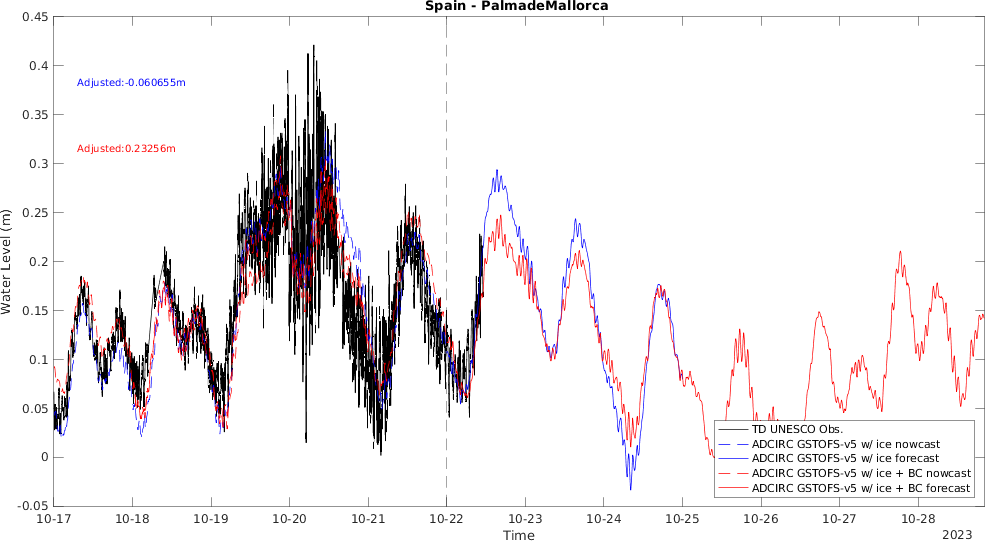 Spain - PalmadeMallorca
0.45
0.4
0.35
0.3
0.25
0.2
0.15
0.1
0.05
0
-0.05
Water Level (m)
Adjusted:-0.060655m
Adjusted:0.23256m
TD UNESCO Obs.
ADCIRC GSTOFS-v5 w/ ice nowcast
ADCIRC GSTOFS-v5 w/ ice forecast
ADCIRC GSTOFS-v5 w/ ice + BC nowcast
ADCIRC GSTOFS-v5 w/ ice + BC forecast
10-17 10-18 10-19 10-20 10-21 10-22 10-23 10-24 10-25 10-26 10-27 10-28
Time
2023